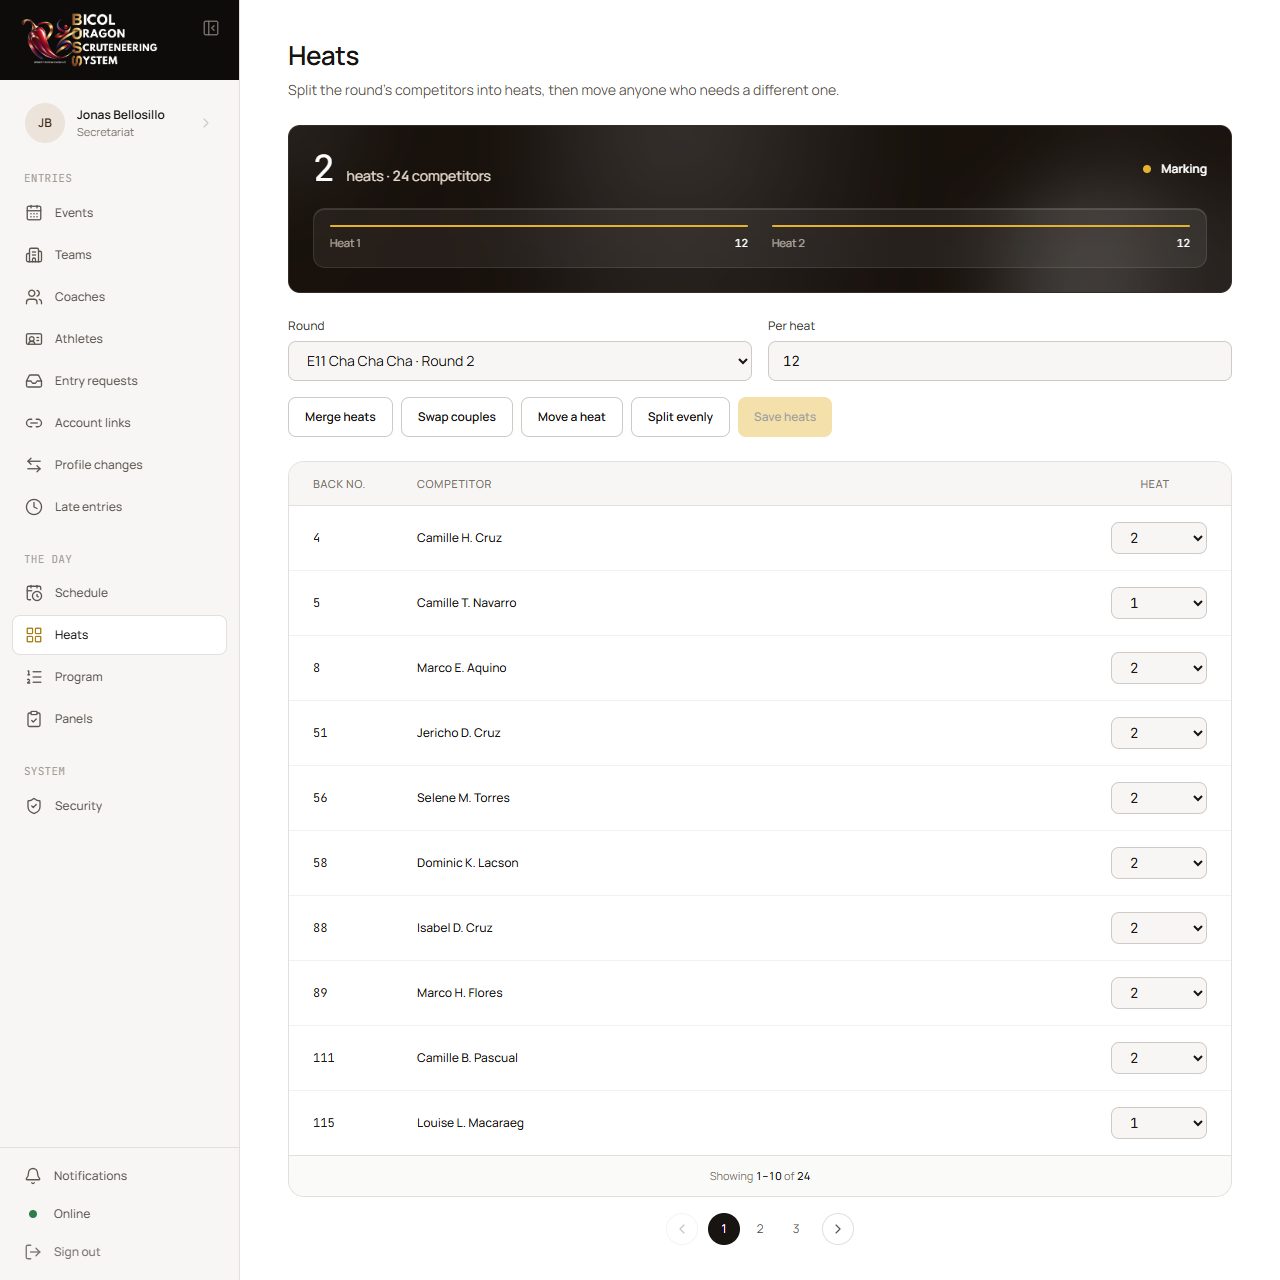 BICOL
DRAGON
SCRUTENEERING
SYSTEM
JB
Jonas Bellosillo
Secretariat
ENTRIES
Events
Teams
Coaches
Athletes
Entry requests
Account links
Profile changes
Late entries
THE DAY
Schedule
Heats
Program
Panels
SYSTEM
Security
Notifications
Online
Sign out
Heats
Split the round's competitors into heats, then move anyone who needs a different one.
2 heats · 24 competitors
Marking
Heat 1 12
Heat 2 12
Round
E11 Cha Cha Cha · Round 2
Per heat
12
Merge heats
Swap couples
Move a heat
Split evenly
Save heats
BACK NO. COMPETITOR HEAT
4 Camille H. Cruz 2
5 Camille T. Navarro 1
8 Marco E. Aquino 2
51 Jericho D. Cruz 2
56 Selene M. Torres 2
58 Dominic K. Lacson 2
88 Isabel D. Cruz 2
89 Marco H. Flores 2
111 Camille B. Pascual 2
115 Louise L. Macaraeg 1
Showing 1–10 of 24
1 2 3